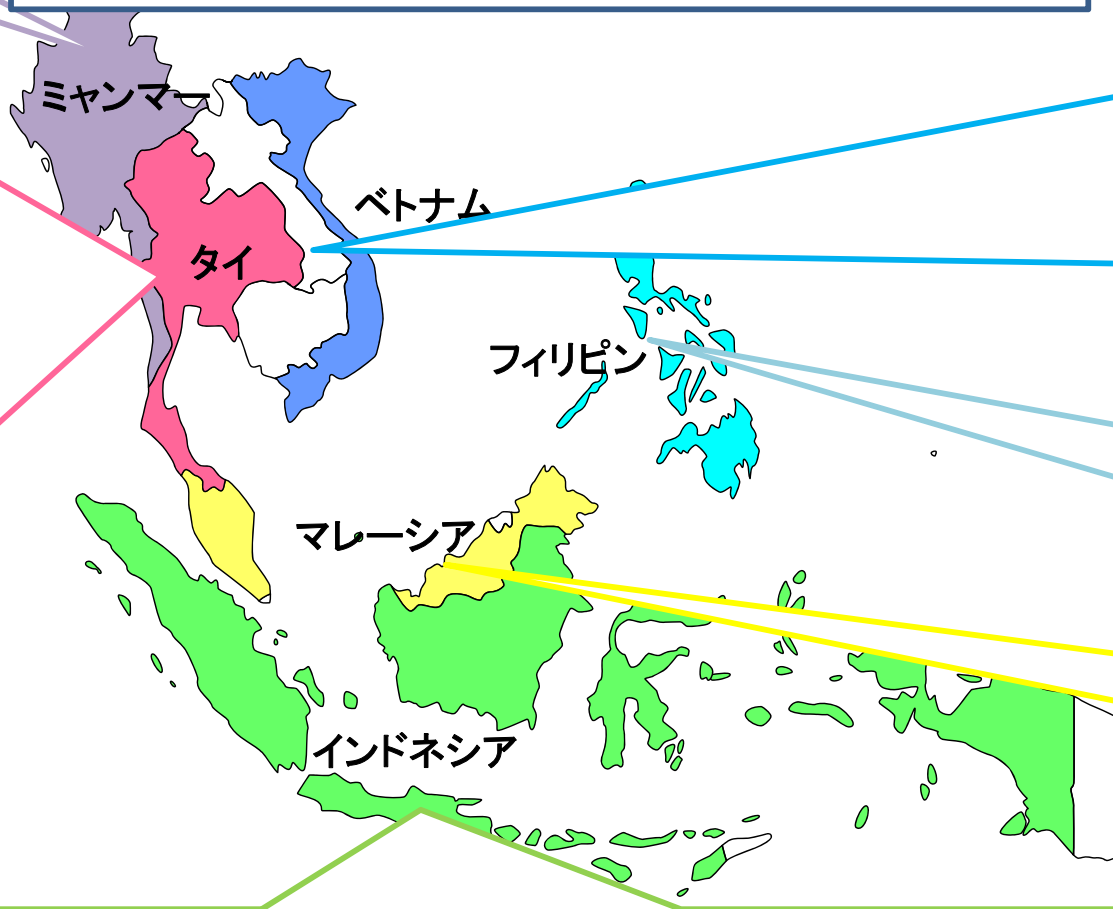 ミャンマー
ベトナム
タイ
フィリピン
マレーシア
インドネシア